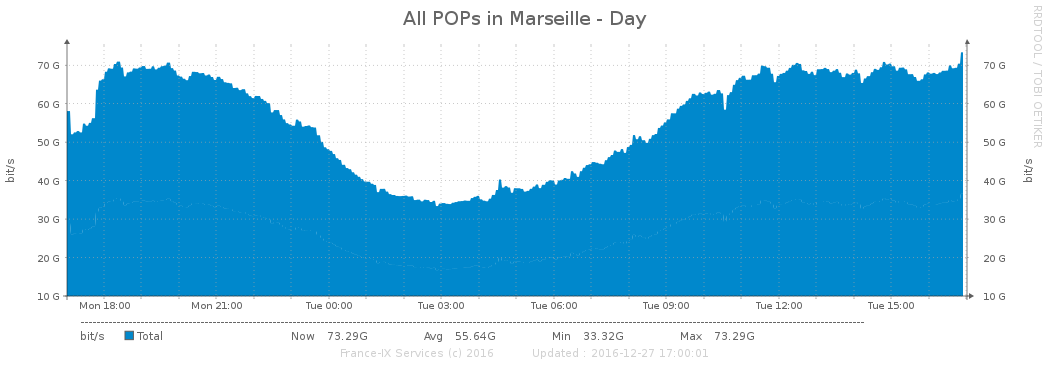 All POPs in Marseille - Day
RRDTOOL / TOBI OETIKER
bit/s
70 G 70 G
60 G 60 G
50 G 50 G
40 G 40 G
30 G 30 G
20 G 20 G
10 G 10 G
bit/s
Mon 18:00 Mon 21:00 Tue 00:00 Tue 03:00 Tue 06:00 Tue 09:00 Tue 12:00 Tue 15:00
bit/s Total Now 73.29G Avg 55.64G Min 33.32G Max 73.29G
France-IX Services (c) 2016 Updated : 2016-12-27 17:00:01